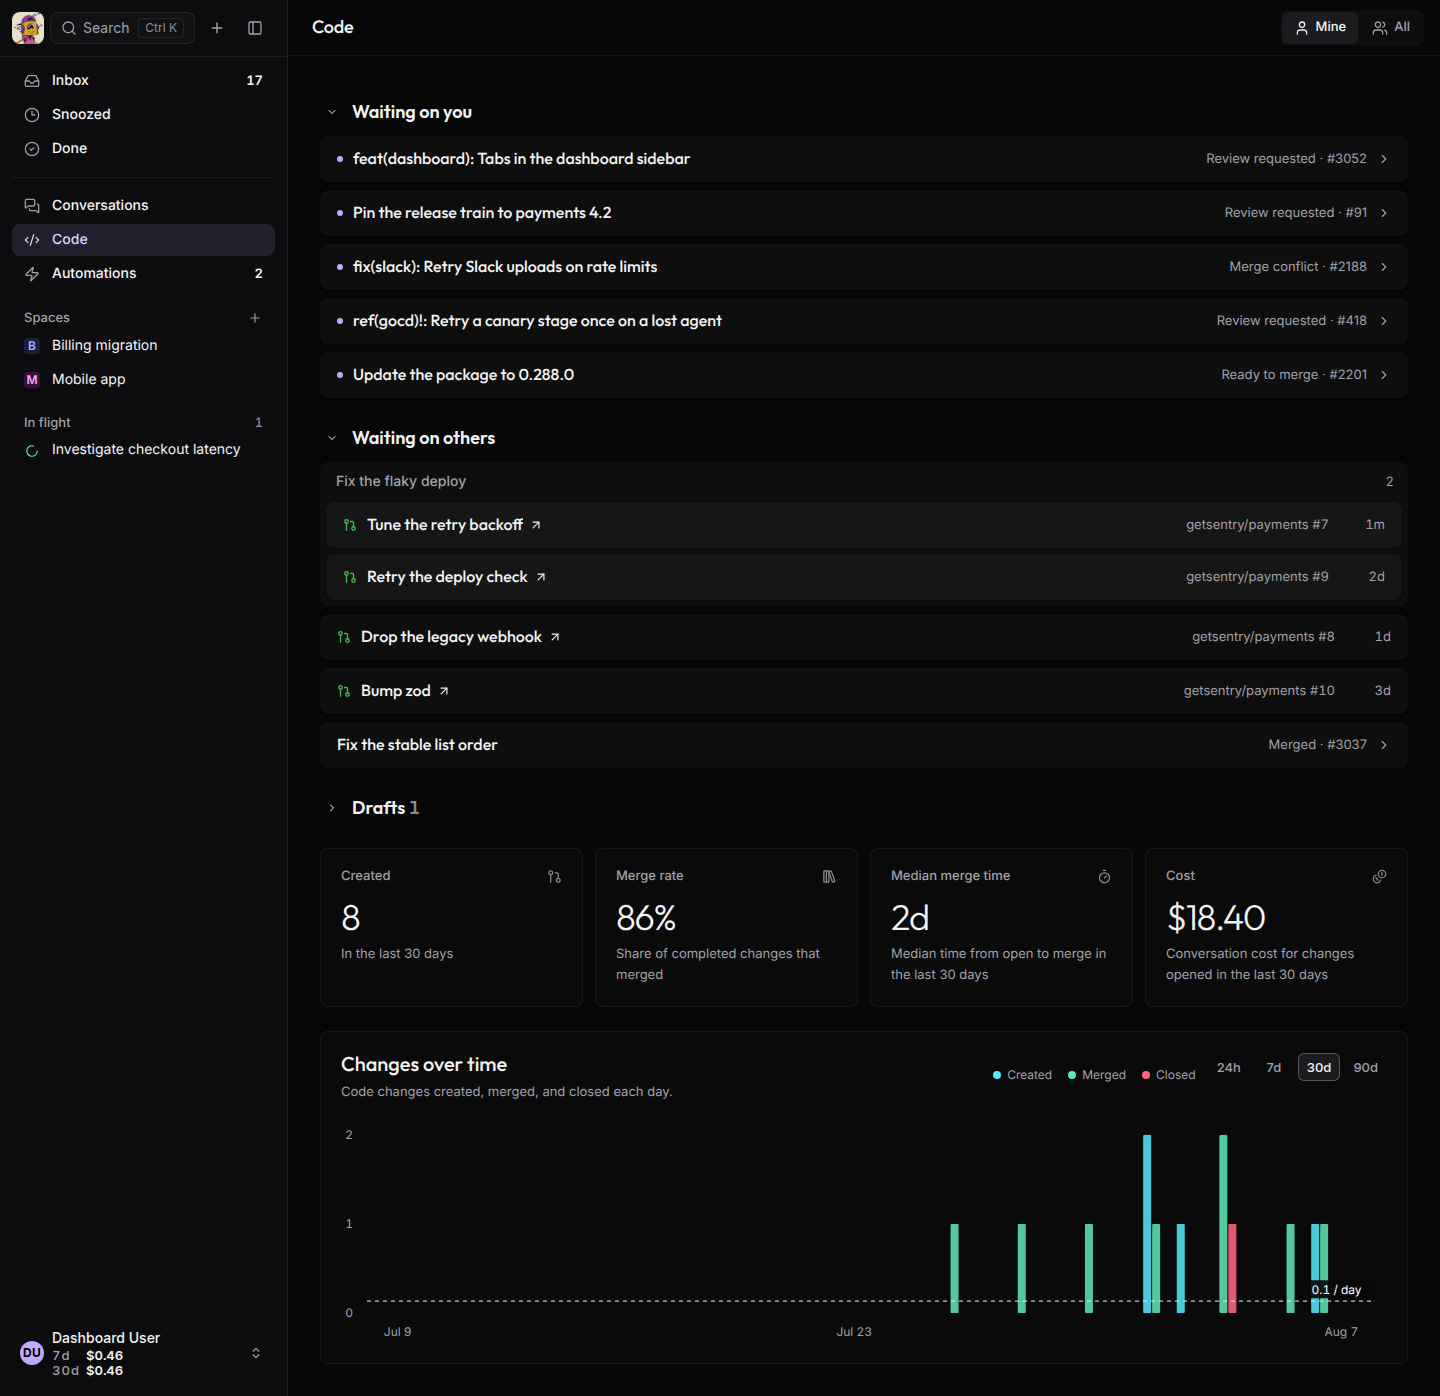 Search Ctrl K
Inbox 17
Snoozed
Done
Conversations
Code
Automations 2
Spaces
B Billing migration
M Mobile app
In flight 1
Investigate checkout latency
DU Dashboard User
7d $0.46
30d $0.46
Code
Mine All
Waiting on you
feat(dashboard): Tabs in the dashboard sidebar Review requested · #3052
Pin the release train to payments 4.2 Review requested · #91
fix(slack): Retry Slack uploads on rate limits Merge conflict · #2188
ref(gocd)!: Retry a canary stage once on a lost agent Review requested · #418
Update the package to 0.288.0 Ready to merge · #2201
Waiting on others
Fix the flaky deploy 2
Tune the retry backoff getsentry/payments #7 1m
Retry the deploy check getsentry/payments #9 2d
Drop the legacy webhook getsentry/payments #8 1d
Bump zod getsentry/payments #10 3d
Fix the stable list order Merged · #3037
Drafts 1
Created
8
In the last 30 days
Merge rate
86%
Share of completed changes that
merged
Median merge time
2d
Median time from open to merge in
the last 30 days
Cost
$18.40
Conversation cost for changes
opened in the last 30 days
Changes over time
Code changes created, merged, and closed each day.
Created Merged Closed 24h 7d 30d 90d
2
1
0
0.1 / day
Jul 9 Jul 23 Aug 7